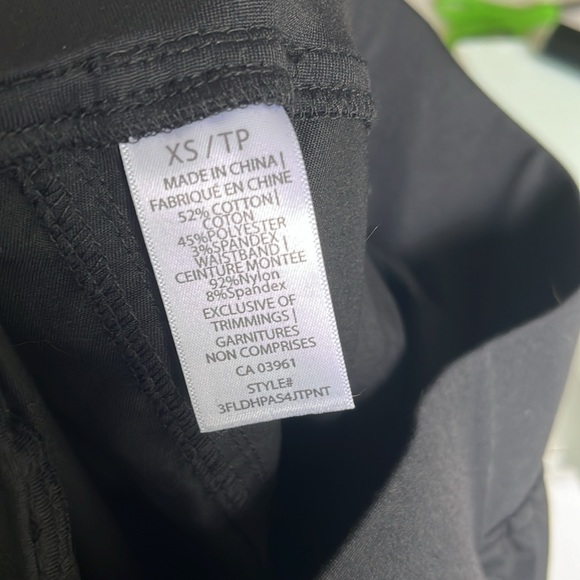 XS / TP
MADE IN CHINA|
FABRIQUÉ EN CHINE
52% COTTON|
COTON
45%POLYESTER
3%SPANDEX
WAISTBAND|
CEINTURE MONTÉE
92%Nylon
8%Spandex
EXCLUSIVE OF
TRIMMINGS|
GARNITURES
NON COMPRISES
CA 03961
STYLE#
3FLDHPAS4JTPNT